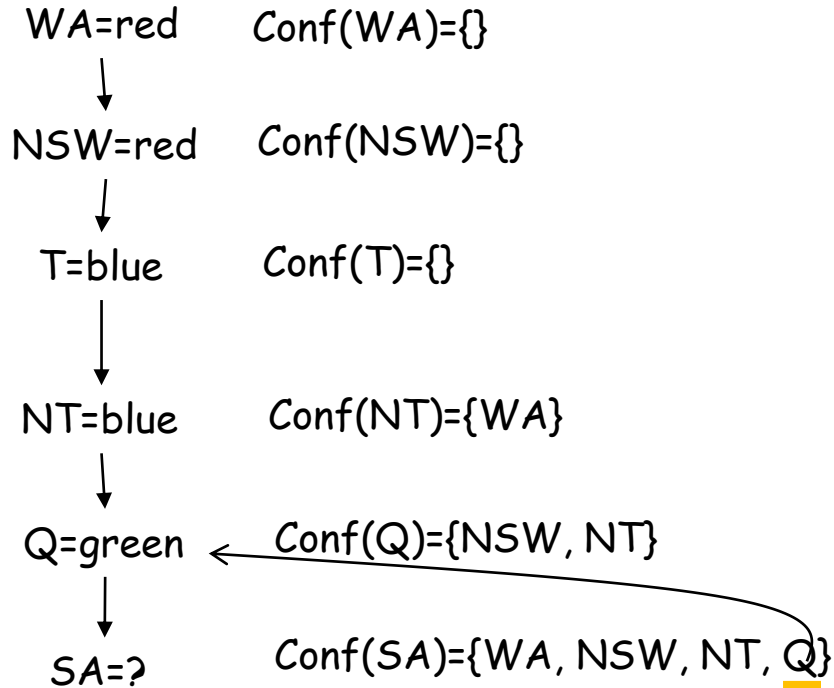 WA=red Conf(WA)={}
NSW=red Conf(NSW)={}
T=blue Conf(T)={}
NT=blue Conf(NT)={WA}
Q=green Conf(Q)={NSW, NT}
SA=? Conf(SA)={WA, NSW, NT, Q}